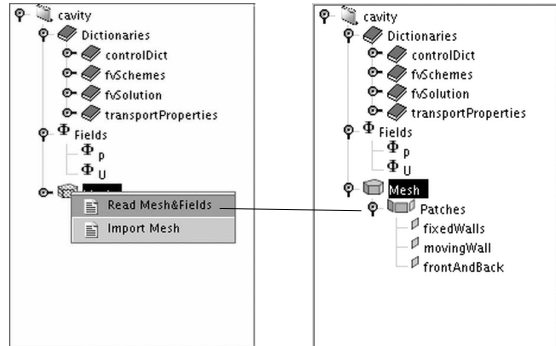 cavity
Dictionaries
controlDict
fvSchemes
fvSolution
transportProperties
Fields
p
U
Read Mesh&Fields
Import Mesh
cavity
Dictionaries
controlDict
fvSchemes
fvSolution
transportProperties
Fields
p
U
Mesh
Patches
fixedWalls
movingWall
frontAndBack